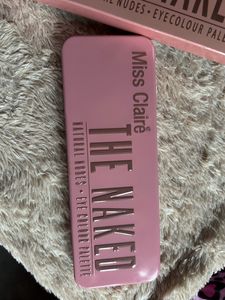 NUDES • EYECOLOUR PAL
Miss Claire
THE NAKED
NATURAL NUDES • EYE COLOUR PALETTE